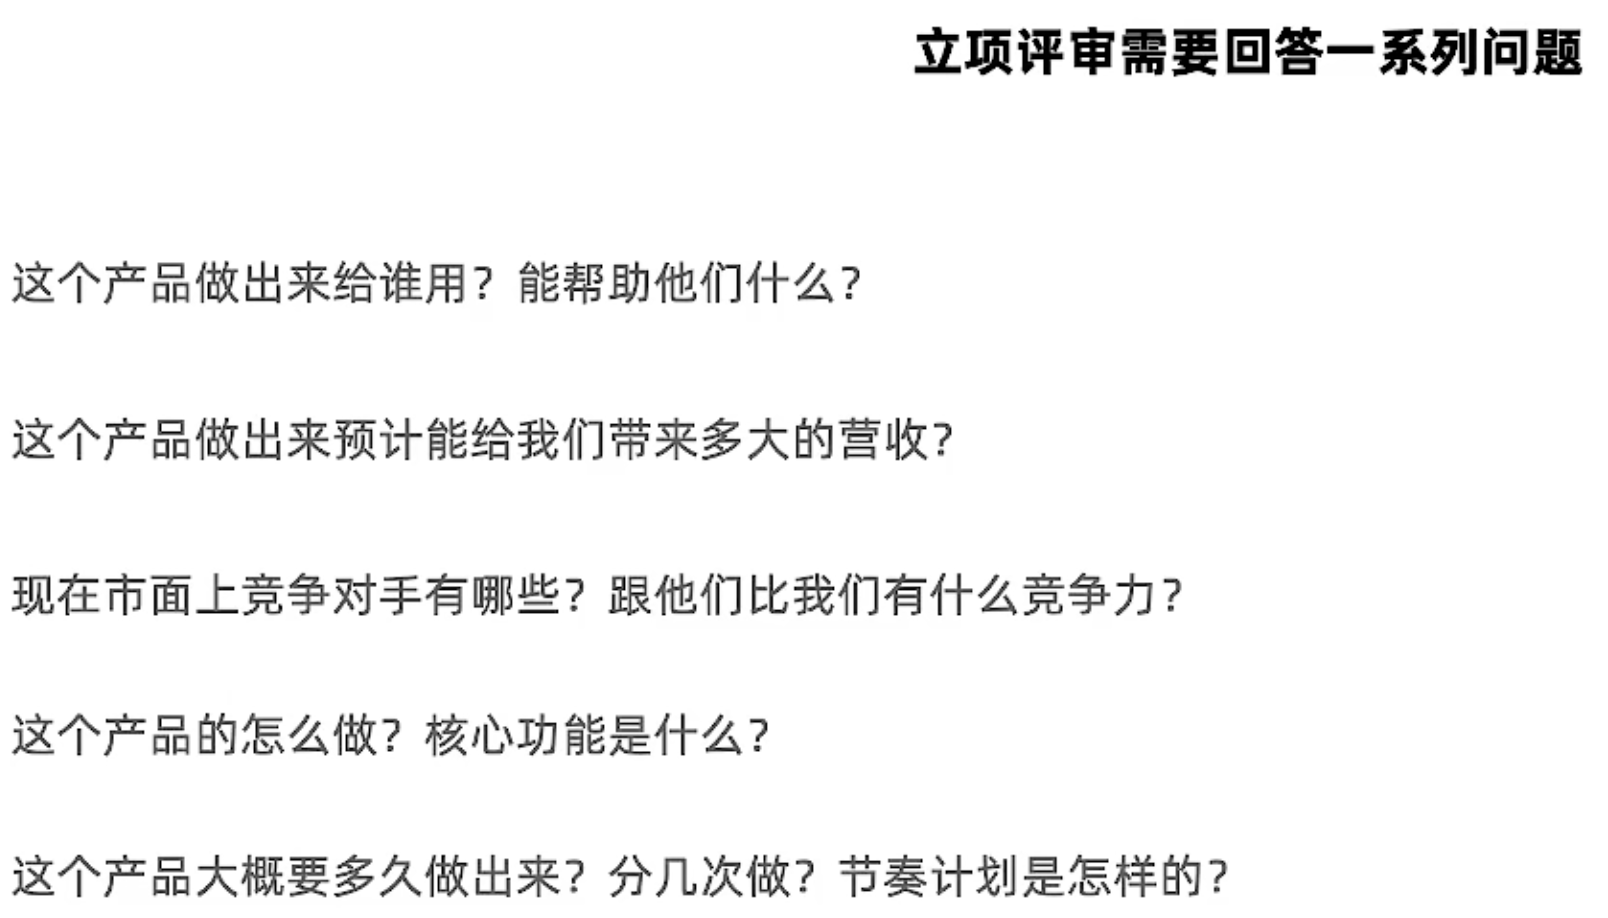 立项评审需要回答一系列问题
这个产品做出来给谁用？能帮助他们什么？
这个产品做出来预计能给我们带来多大的营收？
现在市面上竞争对手有哪些？跟他们比我们有什么竞争力？
这个产品的怎么做？核心功能是什么？
这个产品大概要多久做出来？分几次做？节奏计划是怎样的？